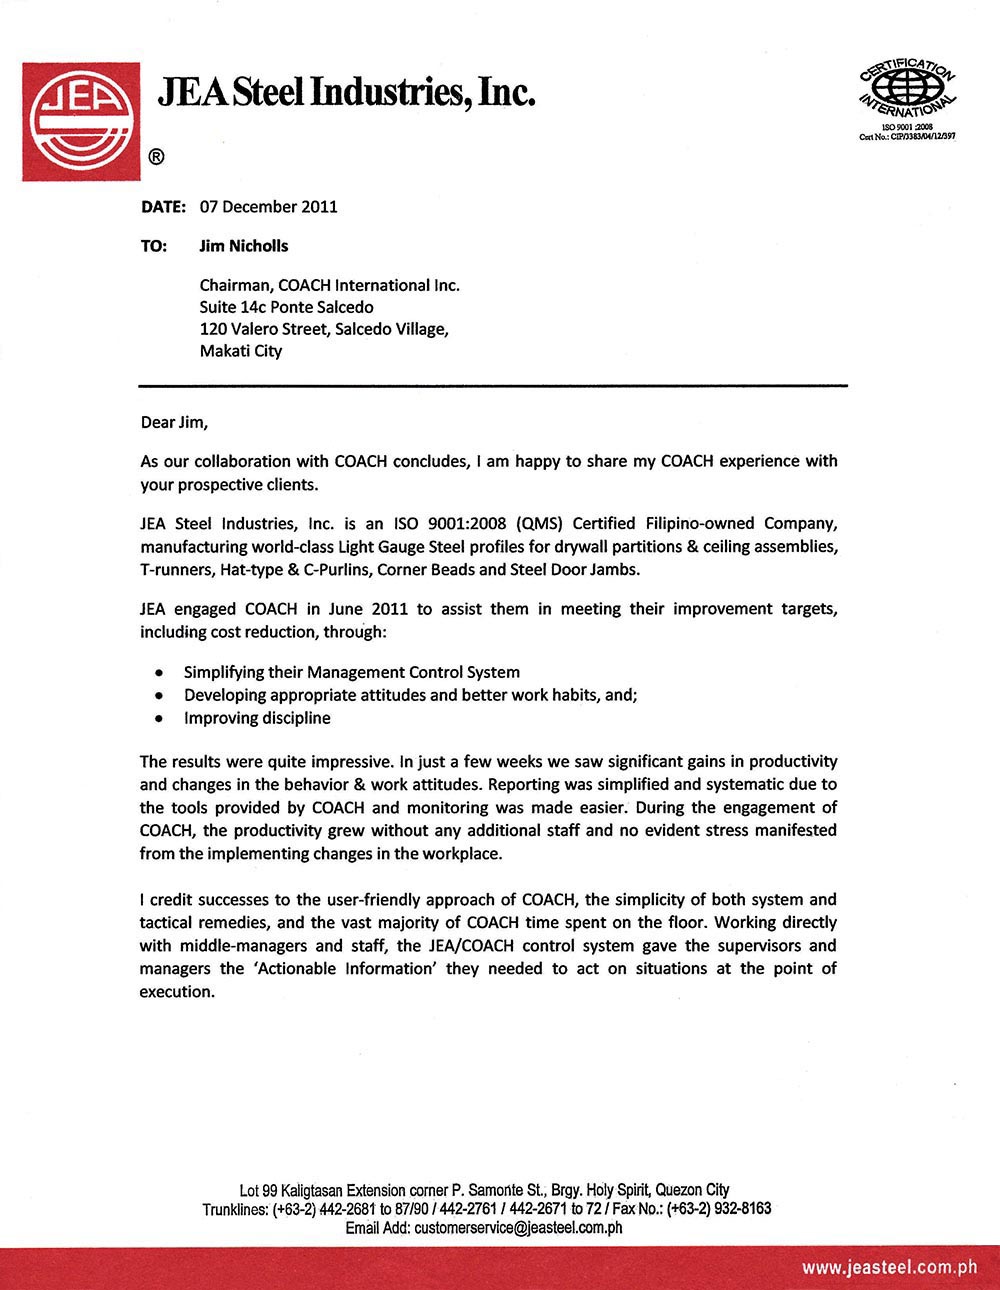 JEA
JEA Steel Industries, Inc.
®
CERTIFICATION
INTERNATIONAL
ISO 9001 :2008
Cert No.: CIP/3383/04/12/397
DATE: 07 December 2011
TO: Jim Nicholls
Chairman, COACH International Inc.
Suite 14c Ponte Salcedo
120 Valero Street, Salcedo Village,
Makati City
Dear Jim,
As our collaboration with COACH concludes, I am happy to share my COACH experience with
your prospective clients.
JEA Steel Industries, Inc. is an ISO 9001:2008 (QMS) Certified Filipino-owned Company,
manufacturing world-class Light Gauge Steel profiles for drywall partitions & ceiling assemblies,
T-runners, Hat-type & C-Purlins, Corner Beads and Steel Door Jambs.
JEA engaged COACH in June 2011 to assist them in meeting their improvement targets,
including cost reduction, through:
• Simplifying their Management Control System
• Developing appropriate attitudes and better work habits, and;
• Improving discipline
The results were quite impressive. In just a few weeks we saw significant gains in productivity
and changes in the behavior & work attitudes. Reporting was simplified and systematic due to
the tools provided by COACH and monitoring was made easier. During the engagement of
COACH, the productivity grew without any additional staff and no evident stress manifested
from the implementing changes in the workplace.
I credit successes to the user-friendly approach of COACH, the simplicity of both system and
tactical remedies, and the vast majority of COACH time spent on the floor. Working directly
with middle-managers and staff, the JEA/COACH control system gave the supervisors and
managers the ‘Actionable Information’ they needed to act on situations at the point of
execution.
Lot 99 Kaligtasan Extension corner P. Samonte St., Brgy. Holy Spirit, Quezon City
Trunklines: (+63-2) 442-2681 to 87/90 / 442-2761 / 442-2671 to 72 / Fax No.: (+63-2) 932-8163
Email Add: customerservice@jeasteel.com.ph
www.jeasteel.com.ph